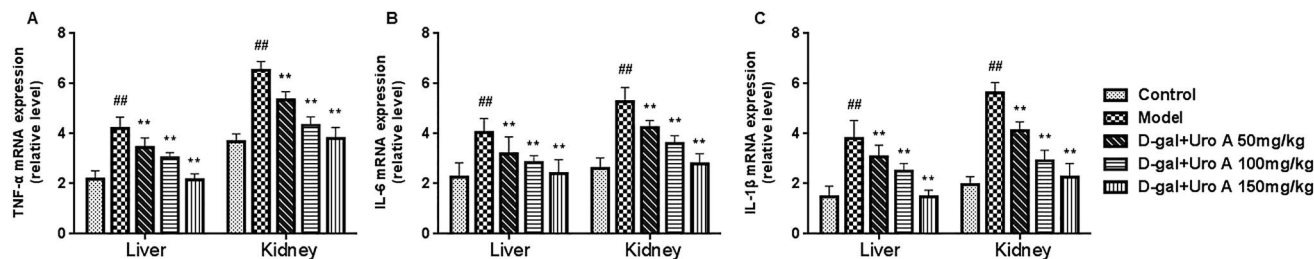 A
TNF-α mRNA expression
(relative level)
8
6
4
2
0
##
**
**
**
##
**
**
**
Liver
Kidney
B
IL-6 mRNA expression
(relative level)
8
6
4
2
0
##
**
**
**
##
**
**
**
Liver
Kidney
C
IL-1β mRNA expression
(relative level)
8
6
4
2
0
##
**
**
**
##
**
**
**
Liver
Kidney
Control
Model
D-gal+Uro A 50mg/kg
D-gal+Uro A 100mg/kg
D-gal+Uro A 150mg/kg